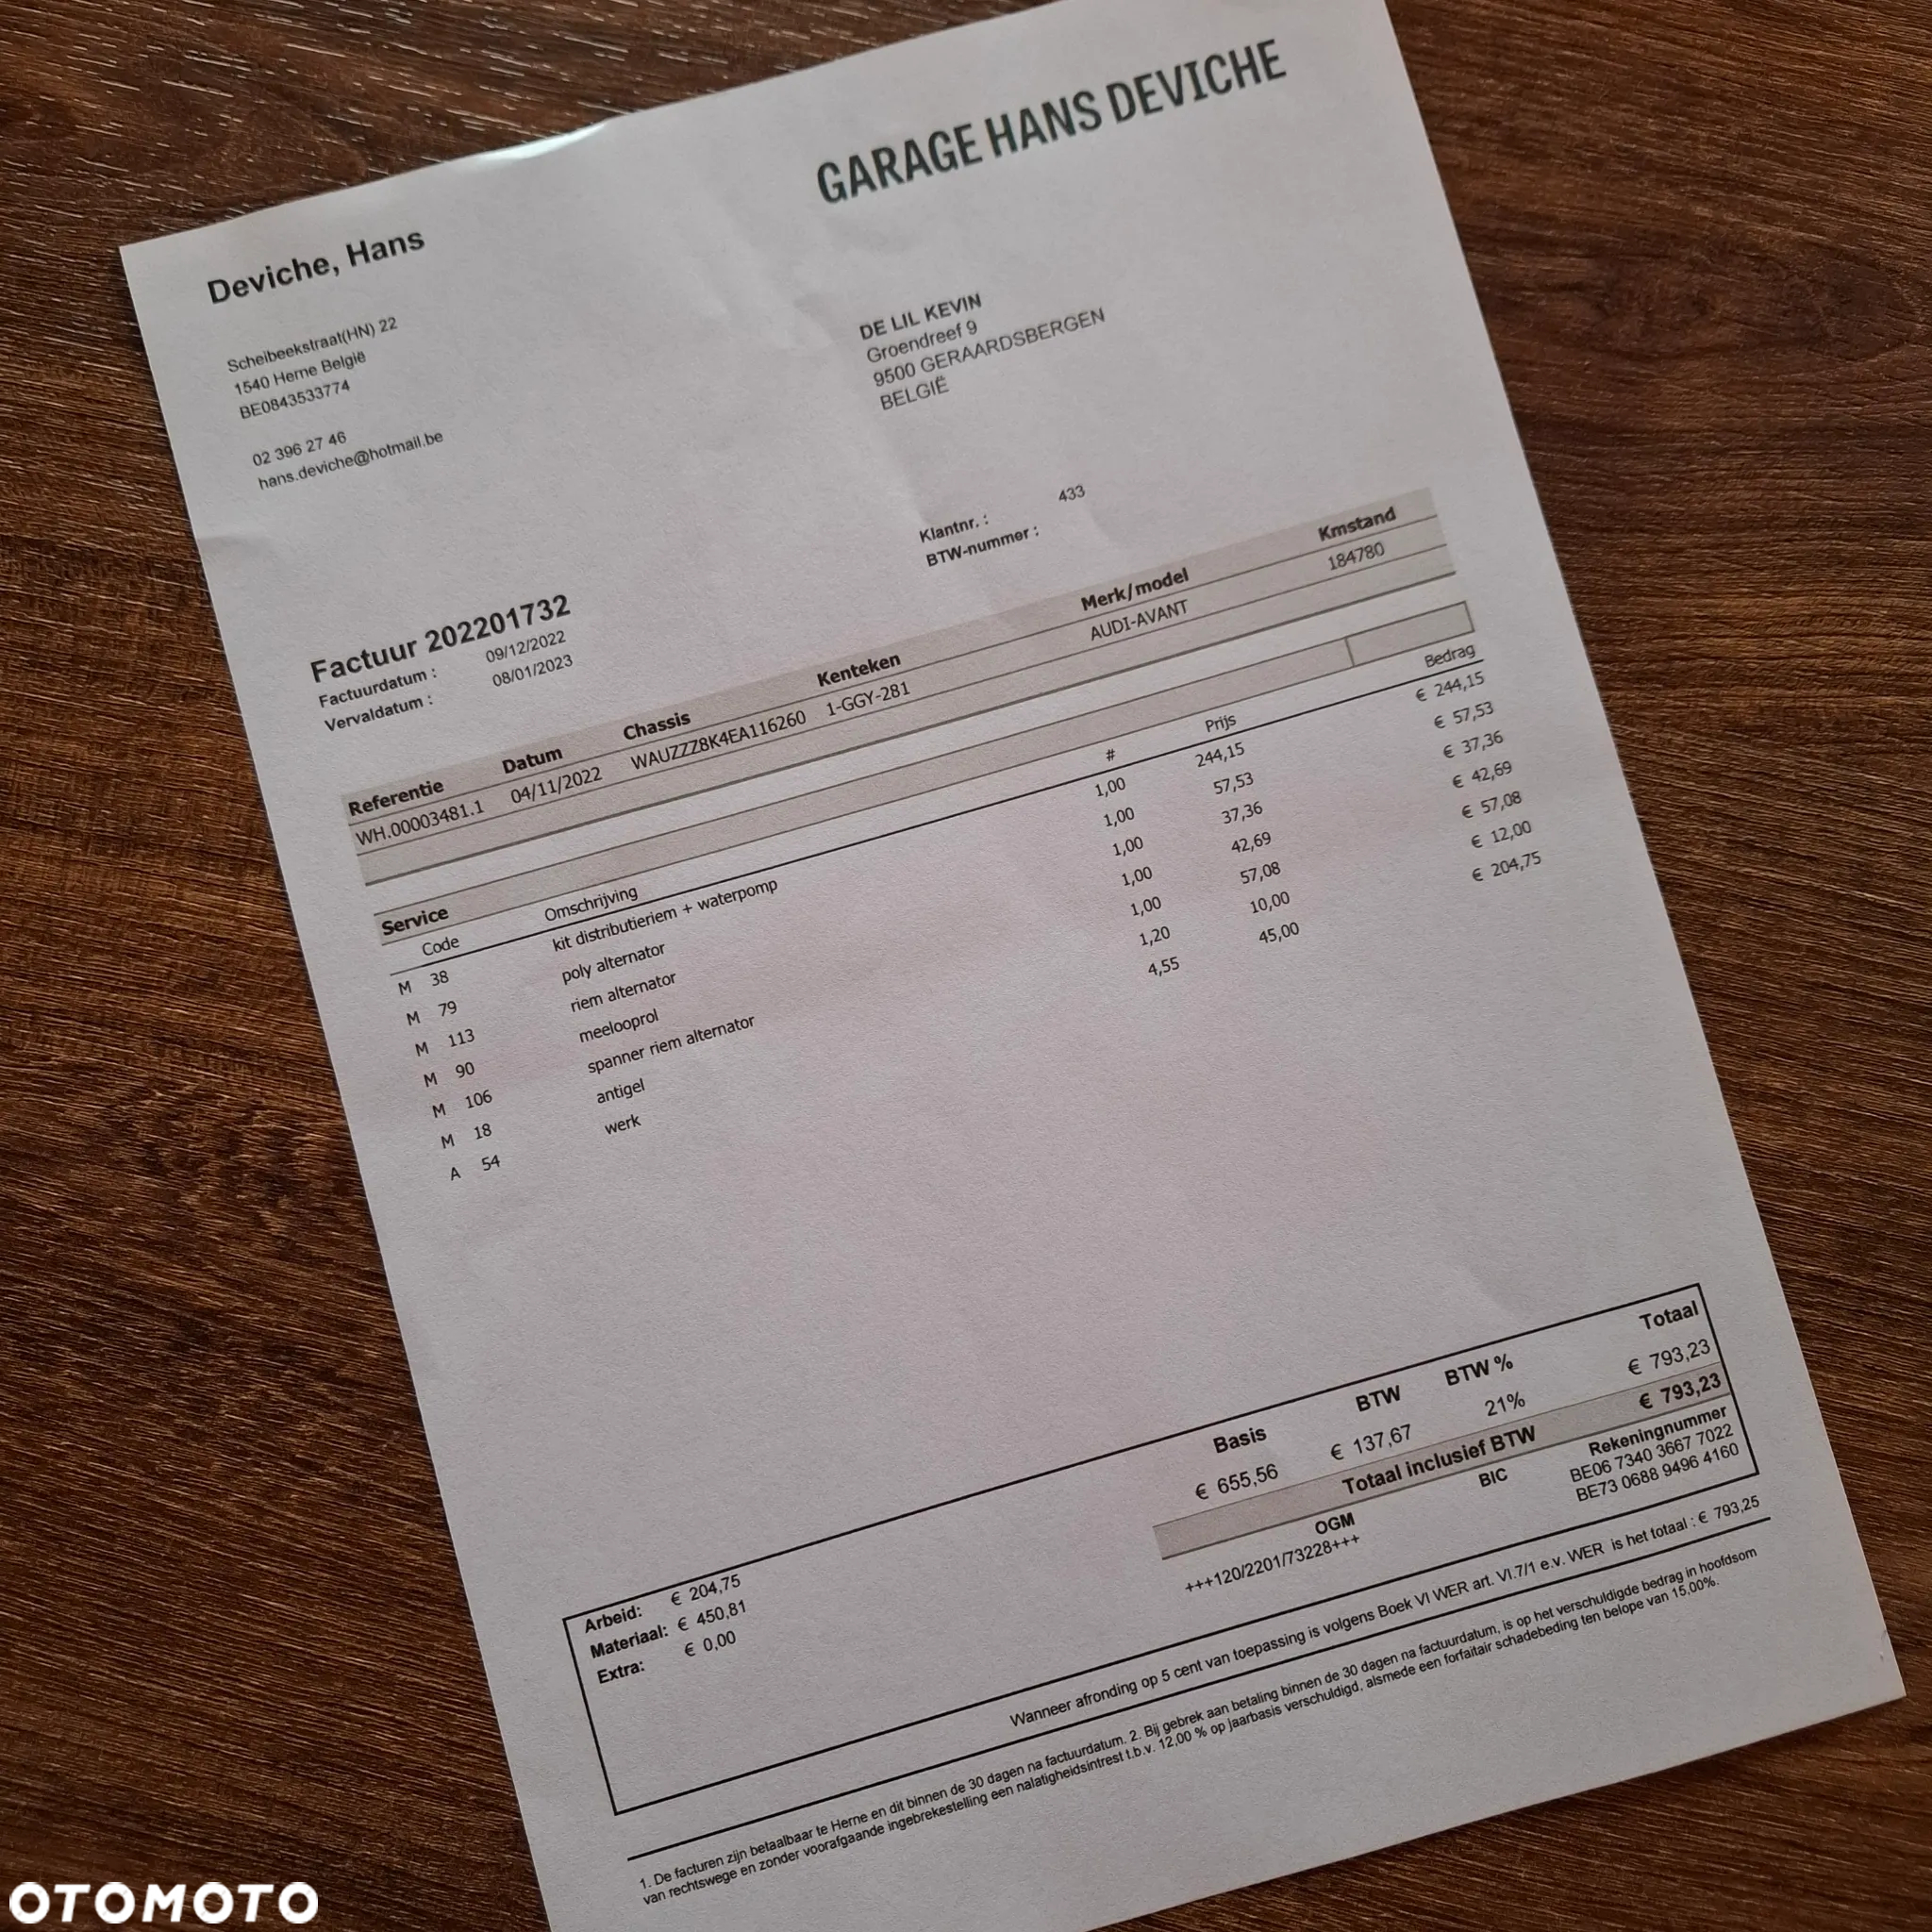 GARAGE HANS DEVICHE
Deviche, Hans
Scheibeekstraat(HN) 22
1540 Herne België
BE0843533774
02 396 27 46
hans.deviche@hotmail.be
DE LIL KEVIN
Groendreef 9
9500 GERAARDSBERGEN
BELGIË
Klantnr. : 433
BTW-nummer :
Factuur 202201732
Factuurdatum : 09/12/2022
Vervaldatum : 08/01/2023
Referentie Datum Chassis Kenteken Merk/model Kmstand
WH.00003481.1 04/11/2022 WAUZZZ8K4EA116260 1-GGY-281 AUDI-AVANT 184780
Service
Code Omschrijving # Prijs Bedrag
M 38 kit distributieriem + waterpomp 1,00 244,15 € 244,15
M 79 poly alternator 1,00 57,53 € 57,53
M 113 riem alternator 1,00 37,36 € 37,36
M 90 meelooprol 1,00 42,69 € 42,69
M 106 spanner riem alternator 1,00 57,08 € 57,08
M 18 antigel 1,20 10,00 € 12,00
A 54 werk 4,55 45,00 € 204,75
Basis BTW BTW % Totaal
€ 655,56 € 137,67 21% € 793,23
Totaal inclusief BTW € 793,23
OGM BIC Rekeningnummer
+++120/2201/73228+++ BE06 7340 3667 7022
BE73 0688 9496 4160
Arbeid: € 204,75
Materiaal: € 450,81
Extra: € 0,00
Wanneer afronding op 5 cent van toepassing is volgens Boek VI WER art. VI.7/1 e.v. WER is het totaal : € 793,25
1. De facturen zijn betaalbaar te Herne en dit binnen de 30 dagen na factuurdatum. 2. Bij gebrek aan betaling binnen de 30 dagen na factuurdatum, is op het verschuldigde bedrag in hoofdsom
van rechtswege en zonder voorafgaande ingebrekestelling een nalatigheidsintrest t.b.v. 12,00 % op jaarbasis verschuldigd, alsmede een forfaitair schadebeding ten belope van 15,00%.
OTOMOTO